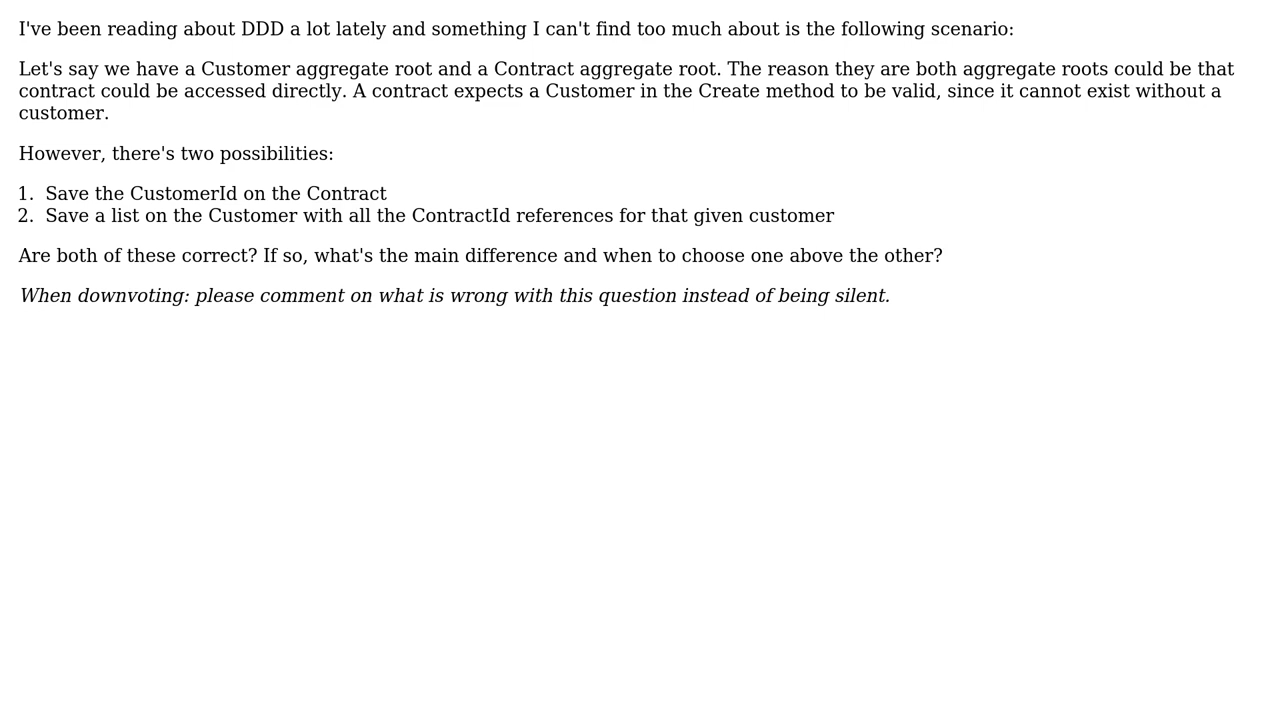 I've been reading about DDD a lot lately and something I can't find too much about is the following scenario:
Let's say we have a Customer aggregate root and a Contract aggregate root. The reason they are both aggregate roots could be that
contract could be accessed directly. A contract expects a Customer in the Create method to be valid, since it cannot exist without a
customer.
However, there's two possibilities:
1. Save the CustomerId on the Contract
2. Save a list on the Customer with all the ContractId references for that given customer
Are both of these correct? If so, what's the main difference and when to choose one above the other?
When downvoting: please comment on what is wrong with this question instead of being silent.